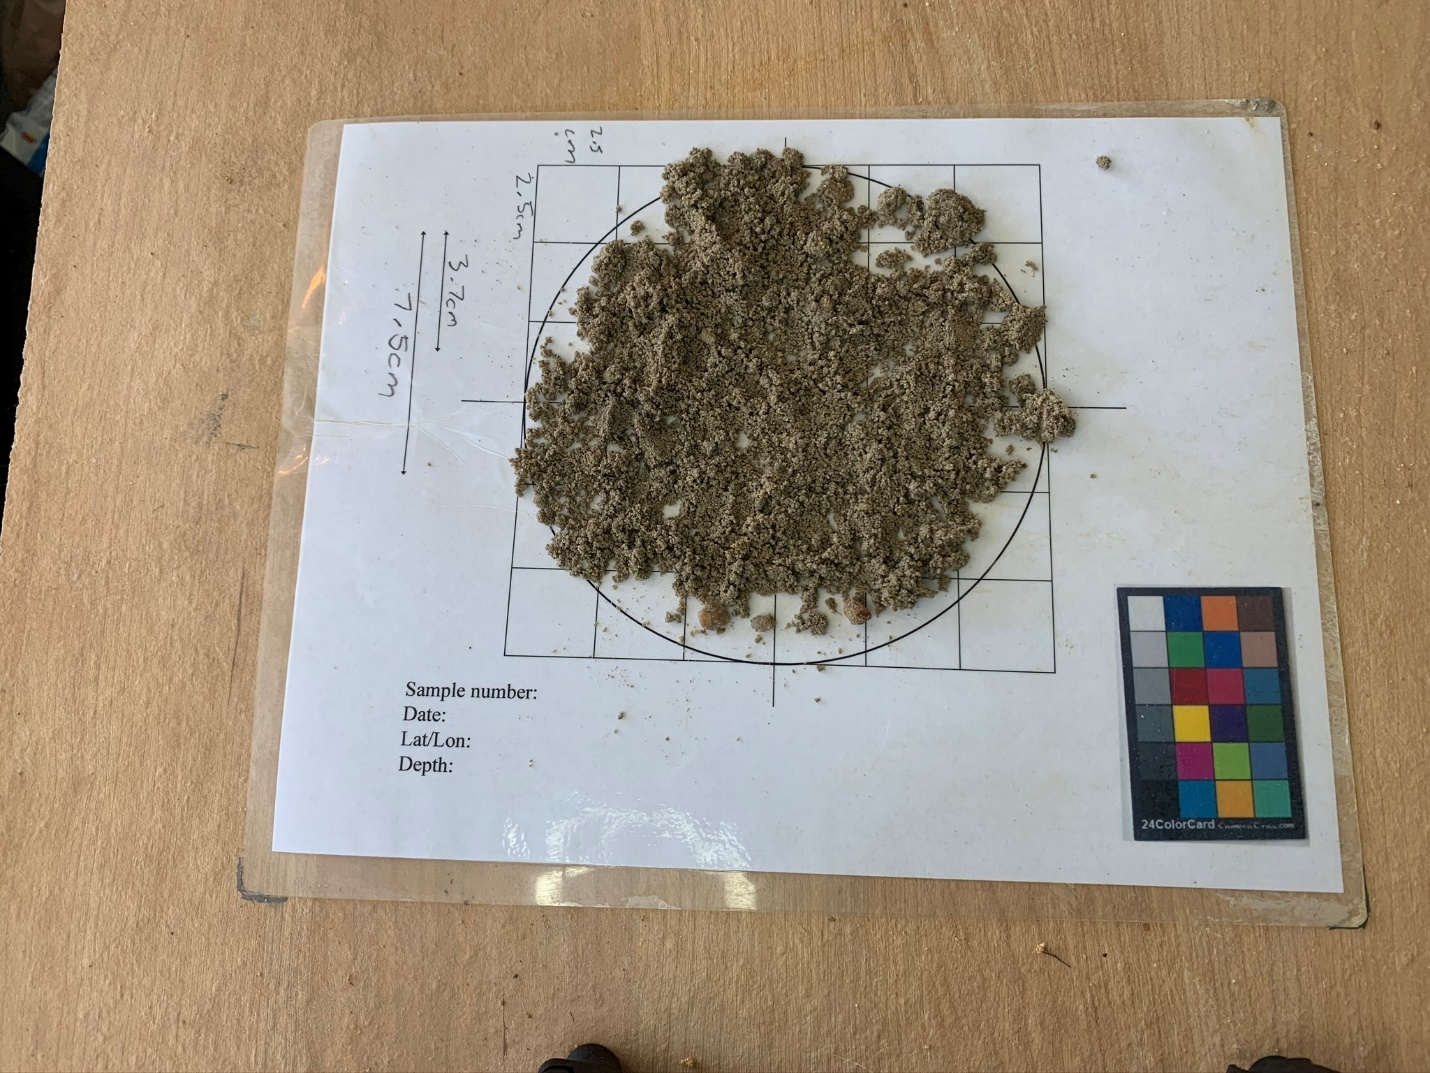 2.5
cm
2.5cm
3.7cm
7.5cm
Sample number:
Date:
Lat/Lon:
Depth:
24ColorCard